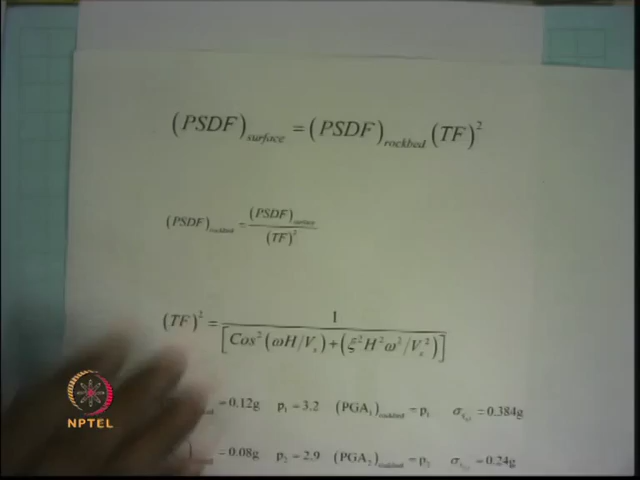 (PSDF)surface = (PSDF)rockbed (TF)²
(PSDF)rockbed = (PSDF)surface / (TF)²
(TF)² = 1 / [Cos²(ωH/Vs)+(ξ²H²ω²/Vs²)]
=0.12g p₁ = 3.2 (PGA₁)rockbed = p₁ = 0.384g
=0.08g p₂ = 2.9 (PGA₂)rockbed = p₂ = 0.24g
NPTEL